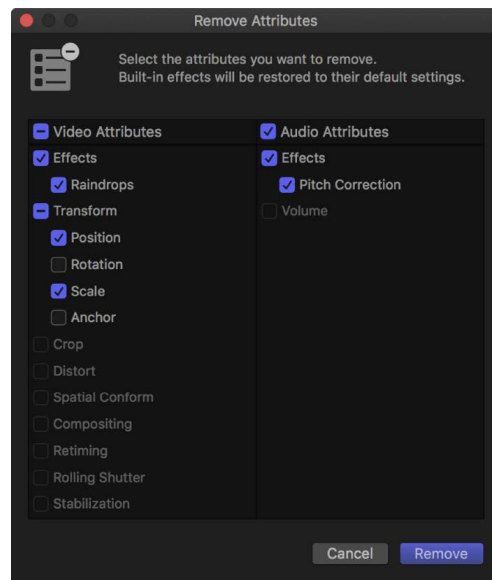 Remove Attributes
Select the attributes you want to remove.
Built-in effects will be restored to their default settings.
Video Attributes
Effects
Raindrops
Transform
Position
Rotation
Scale
Anchor
Crop
Distort
Spatial Conform
Compositing
Retiming
Rolling Shutter
Stabilization
Audio Attributes
Effects
Pitch Correction
Volume
Cancel
Remove